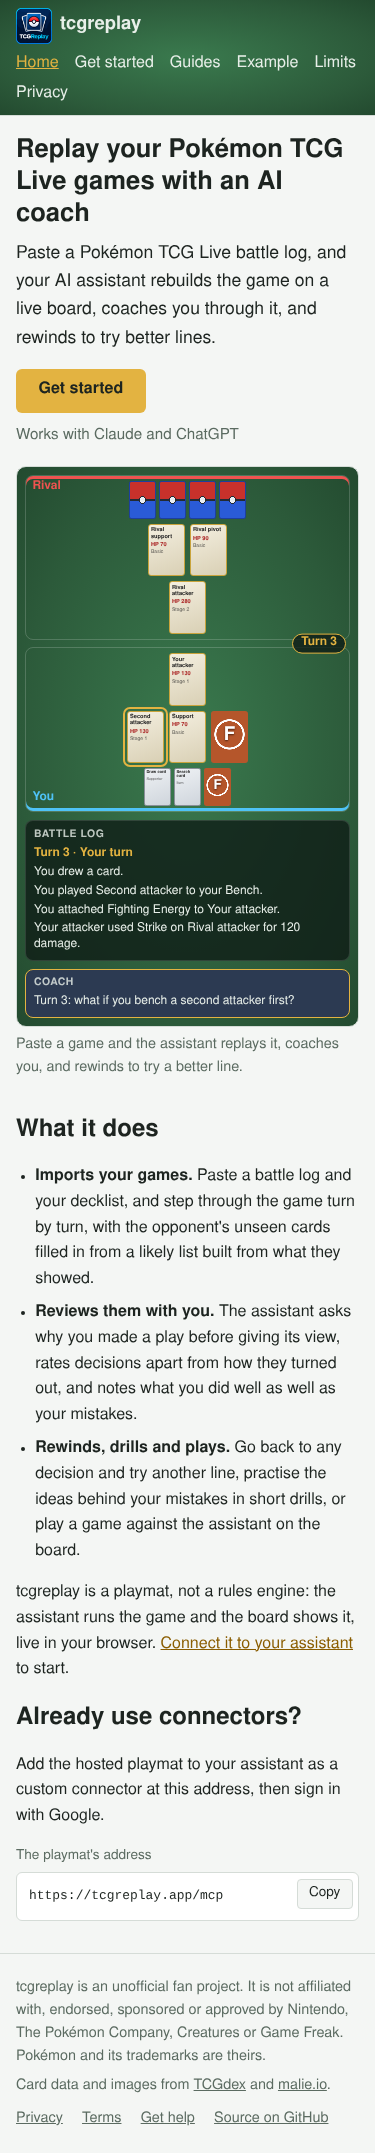 TCGReplay
tcgreplay
Home Get started Guides Example Limits
Privacy
Replay your Pokémon TCG
Live games with an AI
coach
Paste a Pokémon TCG Live battle log, and
your AI assistant rebuilds the game on a
live board, coaches you through it, and
rewinds to try better lines.
Get started
Works with Claude and ChatGPT
Rival
Rival support
HP 70
Basic
Rival pivot
HP 90
Basic
Rival attacker
HP 280
Stage 2
Turn 3
Your attacker
HP 130
Stage 1
Second attacker
HP 130
Stage 1
Support
HP 70
Basic
F
Draw card
Supporter
Search card
Item
F
You
BATTLE LOG
Turn 3 · Your turn
You drew a card.
You played Second attacker to your Bench.
You attached Fighting Energy to Your attacker.
Your attacker used Strike on Rival attacker for 120
damage.
COACH
Turn 3: what if you bench a second attacker first?
Paste a game and the assistant replays it, coaches
you, and rewinds to try a better line.
What it does
• Imports your games. Paste a battle log and
your decklist, and step through the game turn
by turn, with the opponent's unseen cards
filled in from a likely list built from what they
showed.
• Reviews them with you. The assistant asks
why you made a play before giving its view,
rates decisions apart from how they turned
out, and notes what you did well as well as
your mistakes.
• Rewinds, drills and plays. Go back to any
decision and try another line, practise the
ideas behind your mistakes in short drills, or
play a game against the assistant on the
board.
tcgreplay is a playmat, not a rules engine: the
assistant runs the game and the board shows it,
live in your browser. Connect it to your assistant
to start.
Already use connectors?
Add the hosted playmat to your assistant as a
custom connector at this address, then sign in
with Google.
The playmat's address
https://tcgreplay.app/mcp Copy
tcgreplay is an unofficial fan project. It is not affiliated
with, endorsed, sponsored or approved by Nintendo,
The Pokémon Company, Creatures or Game Freak.
Pokémon and its trademarks are theirs.
Card data and images from TCGdex and malie.io.
Privacy Terms Get help Source on GitHub